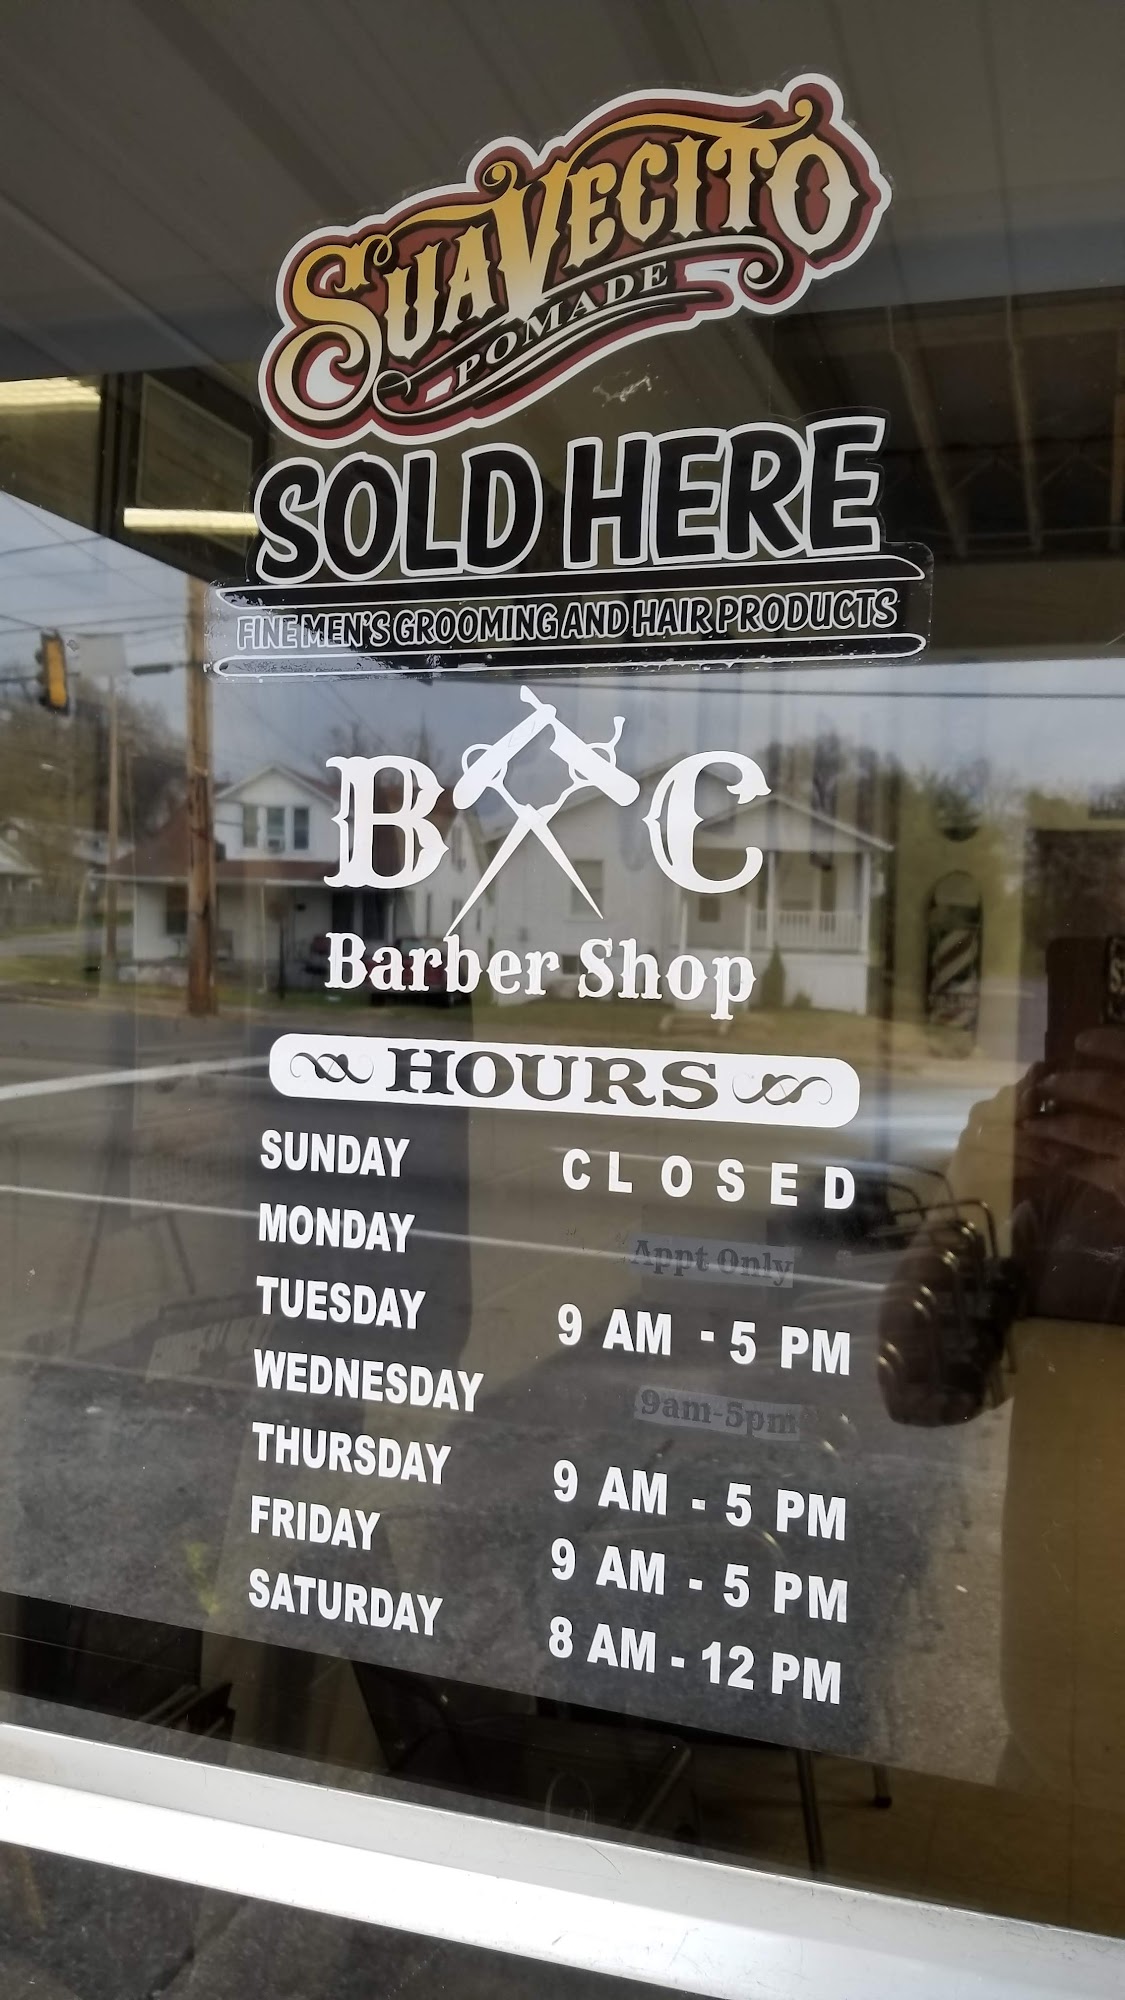 SUAVECITO
POMADE
SOLD HERE
FINE MEN'S GROOMING AND HAIR PRODUCTS
B C
Barber Shop
HOURS
SUNDAY CLOSED
MONDAY Appt Only
TUESDAY 9 AM - 5 PM
WEDNESDAY 9am-5pm
THURSDAY 9 AM - 5 PM
FRIDAY 9 AM - 5 PM
SATURDAY 8 AM - 12 PM